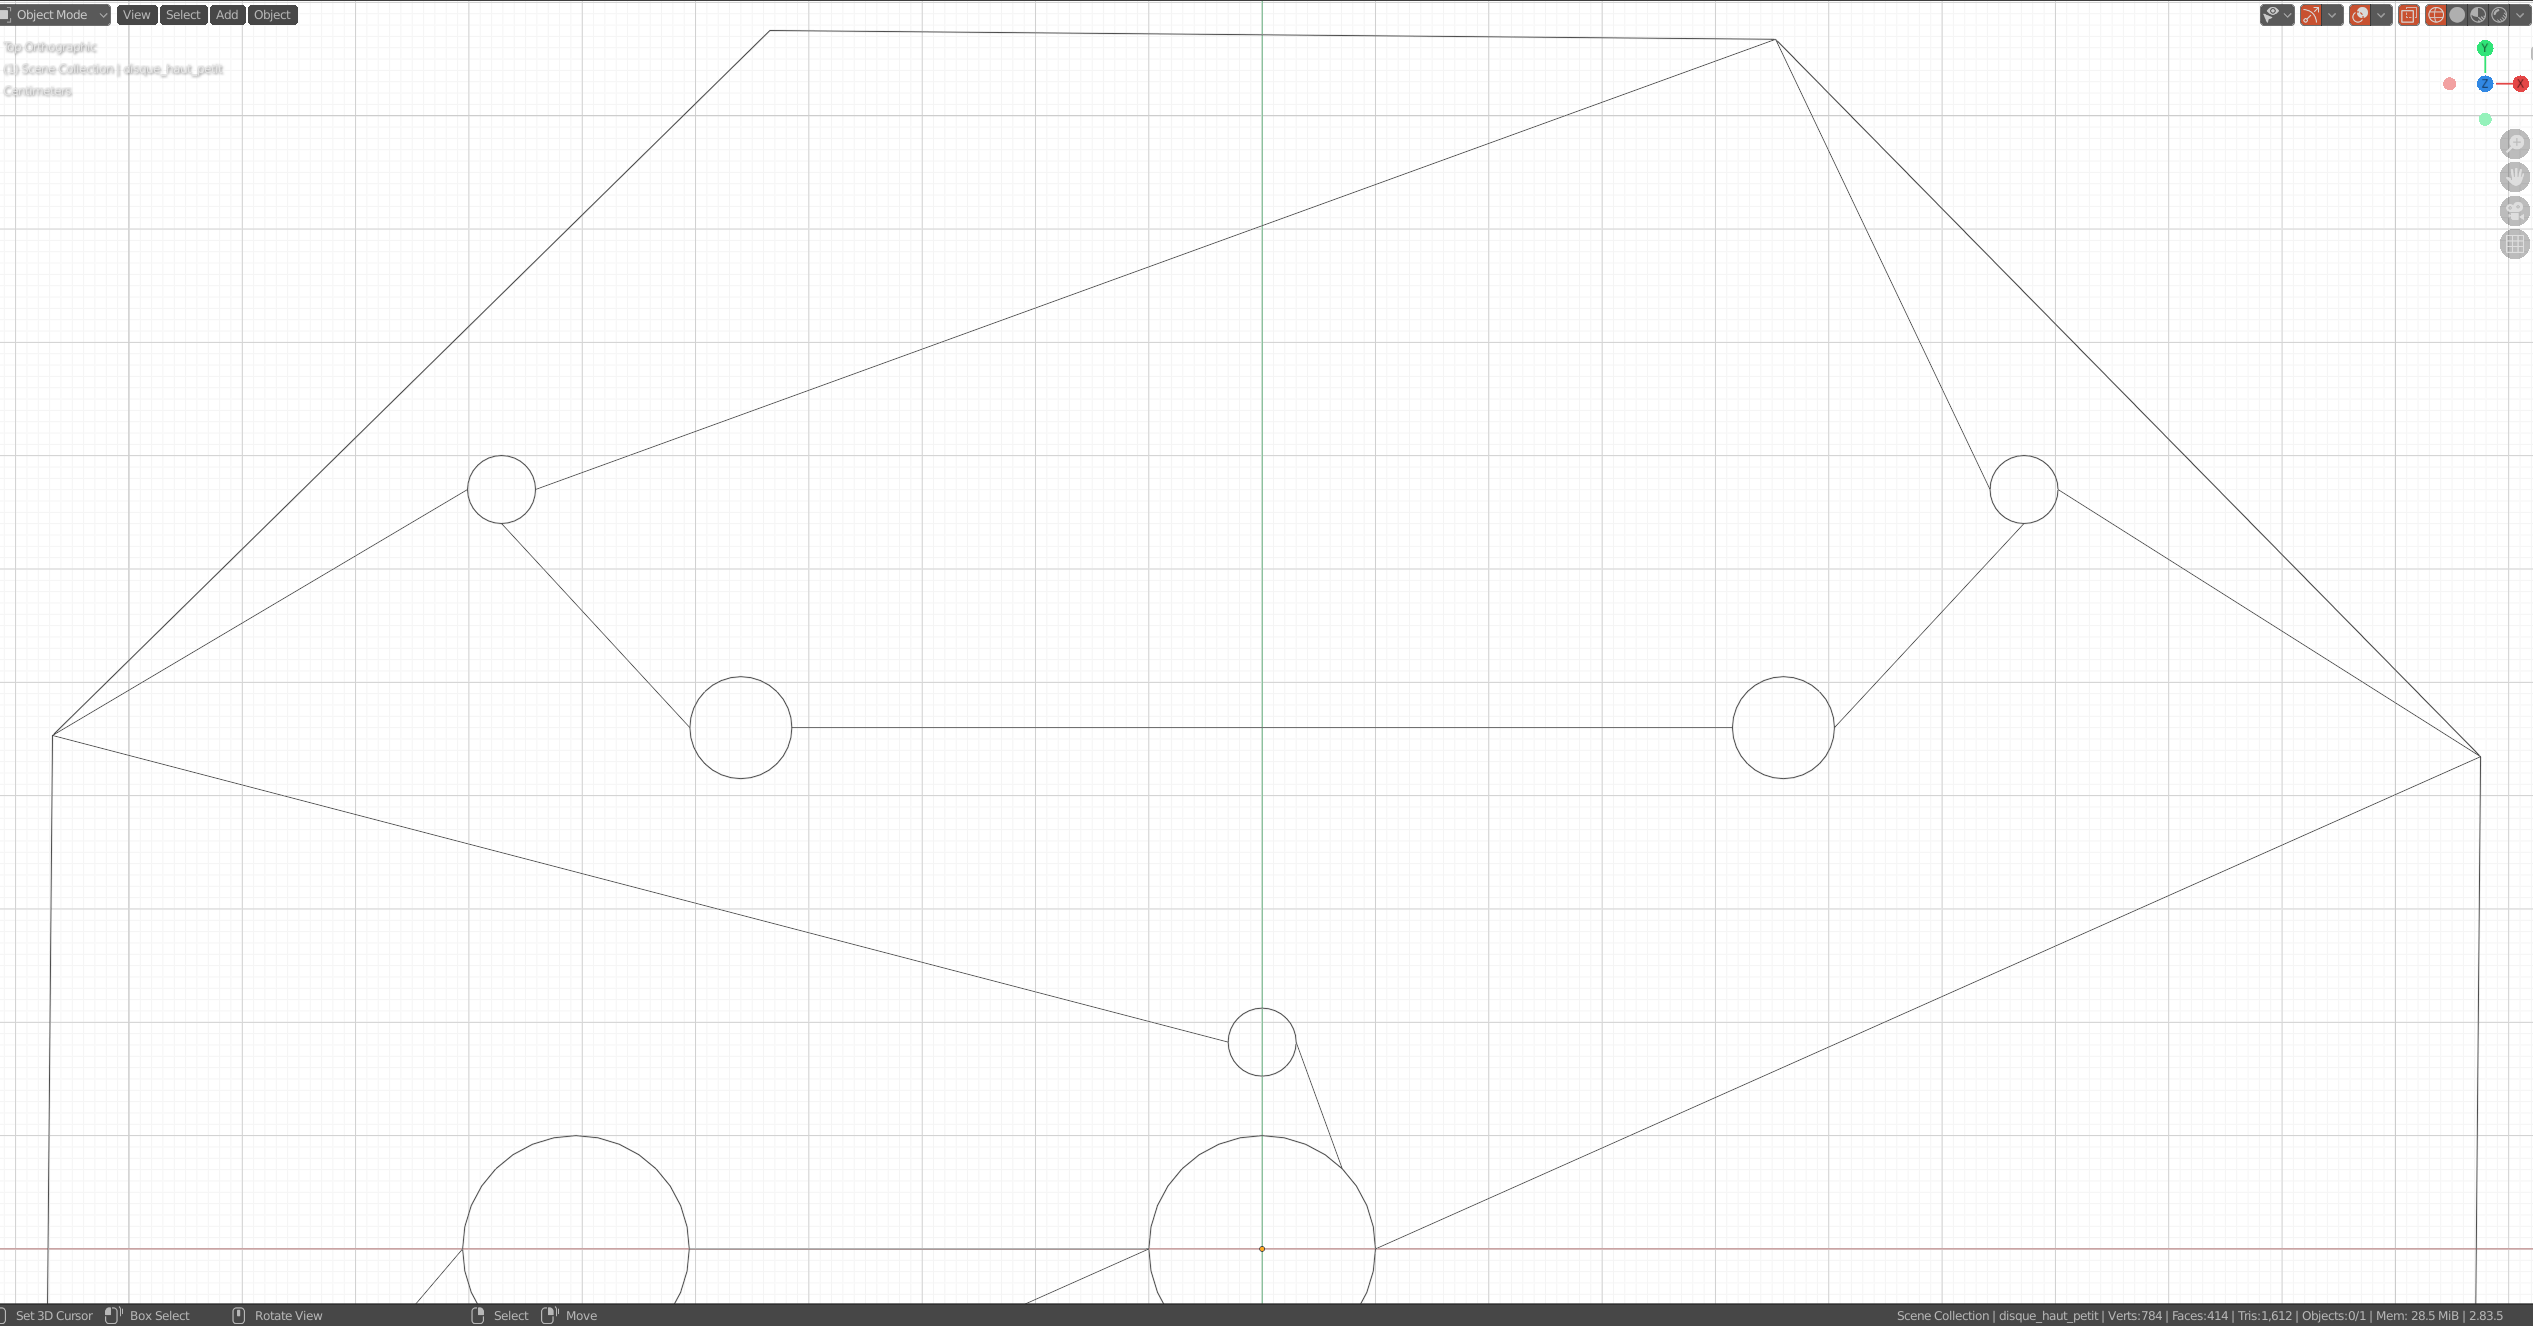 Object Mode View Select Add Object
Top Orthographic
(1) Scene Collection | disque_haut_petit
Centimeters
Y
Z
X
Set 3D Cursor Box Select Rotate View Select Move Scene Collection | disque_haut_petit | Verts:784 | Faces:414 | Tris:1,612 | Objects:0/1 | Mem: 28.5 MiB | 2.83.5